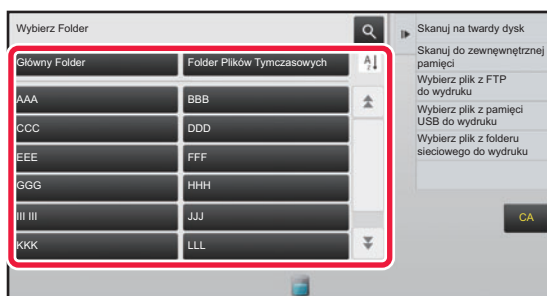 Wybierz Folder
Główny Folder
Folder Plików Tymczasowych
AAA
BBB
CCC
DDD
EEE
FFF
GGG
HHH
III III
JJJ
KKK
LLL
Skanuj na twardy dysk
Skanuj do zewnęwnętrznej
pamięci
Wybierz plik z FTP
do wydruku
Wybierz plik z pamięci
USB do wydruku
Wybierz plik z folderu
sieciowego do wydruku
CA